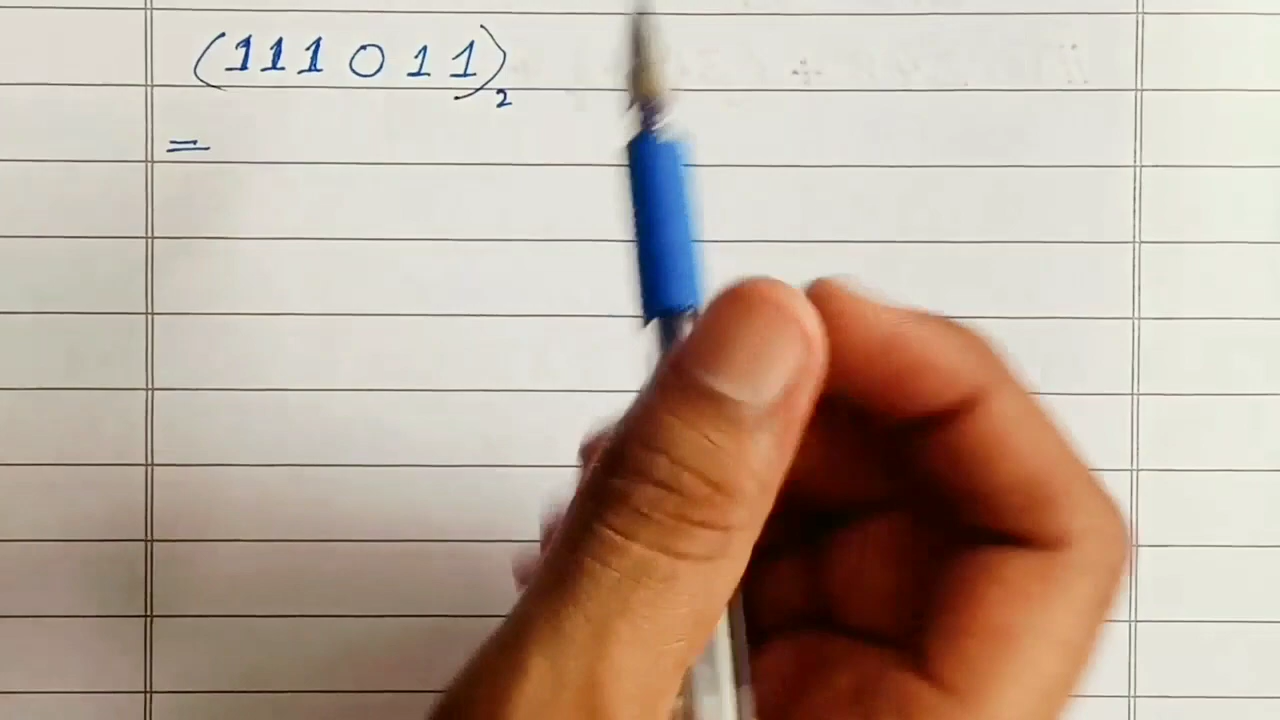 (111011)₂
=